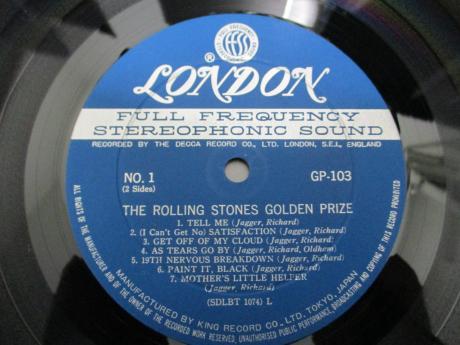 FULL FREQUENCY RANGE RECORDING
ffss
® LONDON
FULL FREQUENCY
STEREOPHONIC SOUND
RECORDED BY THE DECCA RECORD CO., LTD. LONDON, S.E.I., ENGLAND
NO. 1
(2 Sides)
GP-103
THE ROLLING STONES GOLDEN PRIZE
1. TELL ME (Jagger, Richard)
2. (I Can't Get No) SATISFACTION (Jagger, Richard)
3. GET OFF OF MY CLOUD (Jagger, Richard)
4. AS TEARS GO BY (Jagger, Richard, Oldham)
5. 19TH NERVOUS BREAKDOWN (Jagger, Richard)
6. PAINT IT, BLACK (Jagger, Richard)
7. MOTHER'S LITTLE HELPER
(Jagger, Richard)
(SDLBT 1074) L
MANUFACTURED BY KING RECORD CO., LTD. TOKYO, JAPAN
ALL RIGHTS OF THE MANUFACTURER AND OF THE OWNER OF THE RECORDED WORK RESERVED. UNAUTHORISED PUBLIC PERFORMANCE, BROADCASTING AND COPYING OF THIS RECORD PROHIBITED